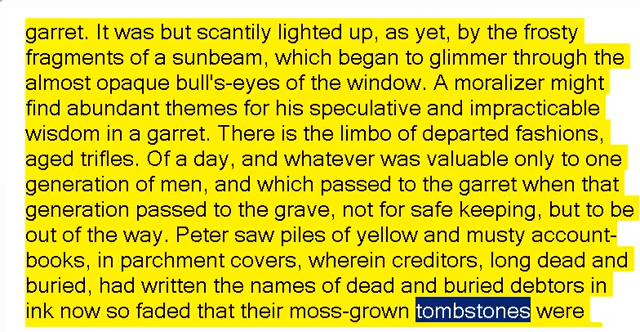 garret. It was but scantily lighted up, as yet, by the frosty
fragments of a sunbeam, which began to glimmer through the
almost opaque bull's-eyes of the window. A moralizer might
find abundant themes for his speculative and impracticable
wisdom in a garret. There is the limbo of departed fashions,
aged trifles. Of a day, and whatever was valuable only to one
generation of men, and which passed to the garret when that
generation passed to the grave, not for safe keeping, but to be
out of the way. Peter saw piles of yellow and musty account-
books, in parchment covers, wherein creditors, long dead and
buried, had written the names of dead and buried debtors in
ink now so faded that their moss-grown tombstones were